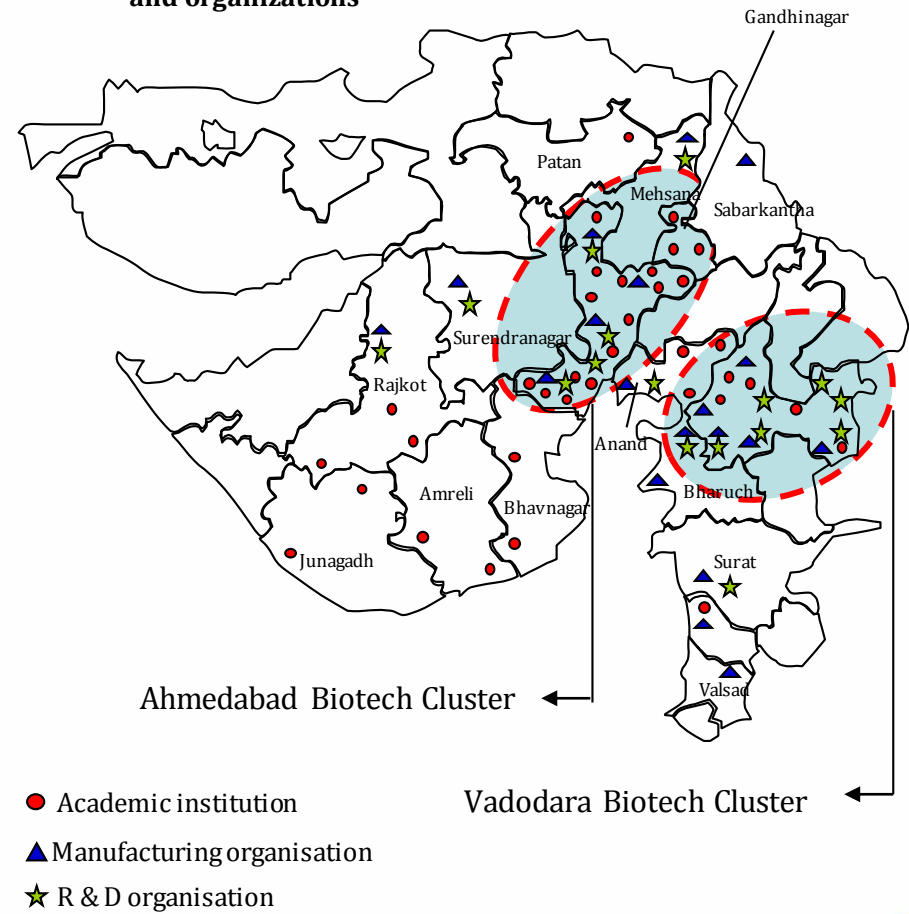 and organizations
Gandhinagar
Patan
Mehsana
Sabarkantha
Surendranagar
Rajkot
Anand
Amreli
Bharuch
Bhavnagar
Junagadh
Surat
Valsad
Ahmedabad Biotech Cluster
Vadodara Biotech Cluster
Academic institution
Manufacturing organisation
R & D organisation